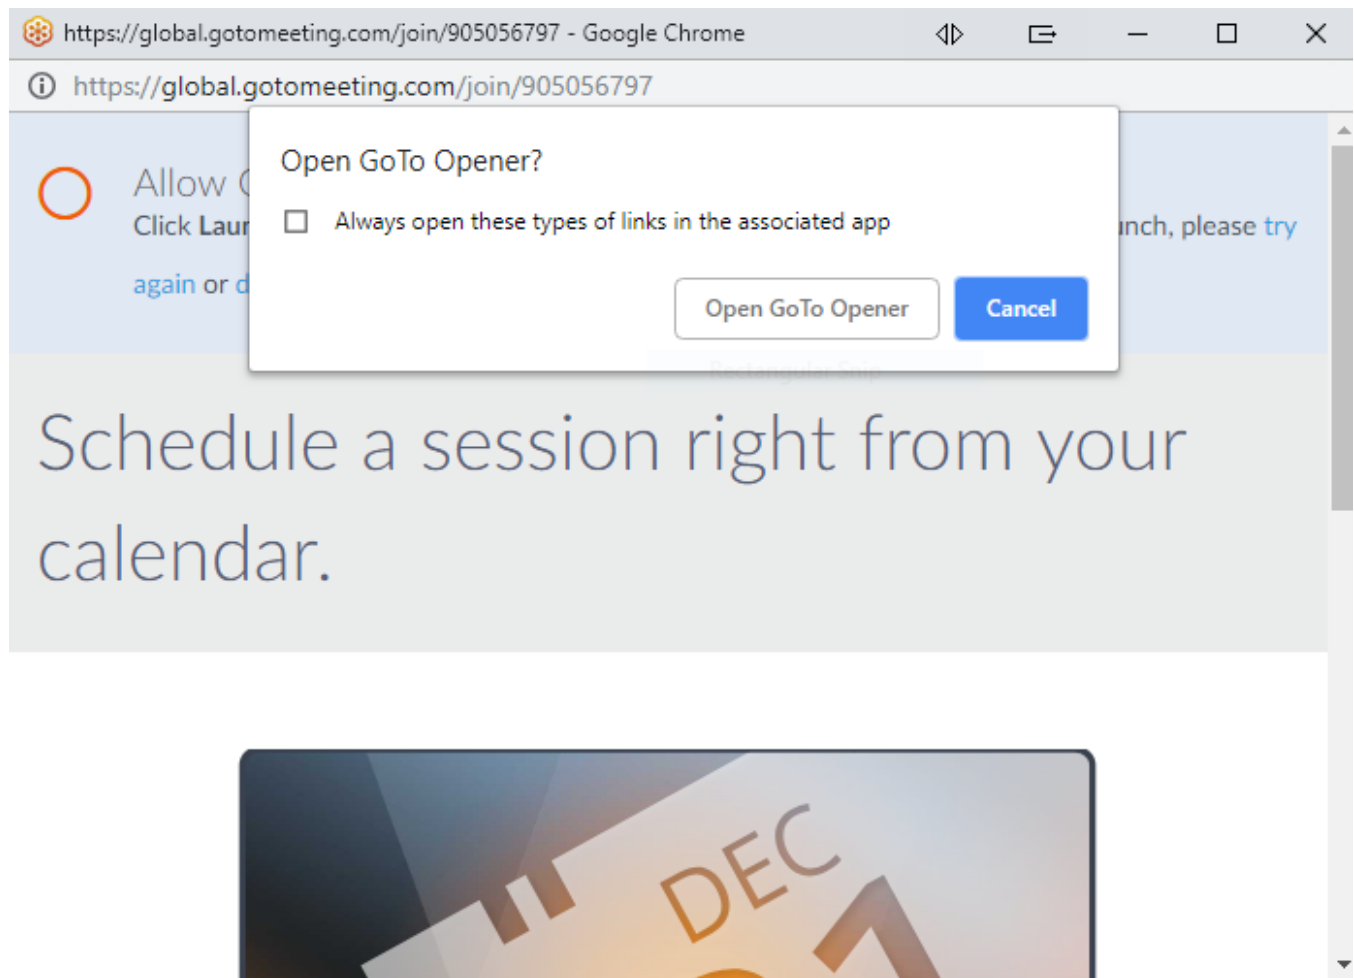 https://global.gotomeeting.com/join/905056797 - Google Chrome
https://global.gotomeeting.com/join/905056797
Open GoTo Opener?
Always open these types of links in the associated app
Open GoTo Opener Cancel
Rectangular Snip
Allow
Click please try
again or
Schedule a session right from your
calendar.
DEC